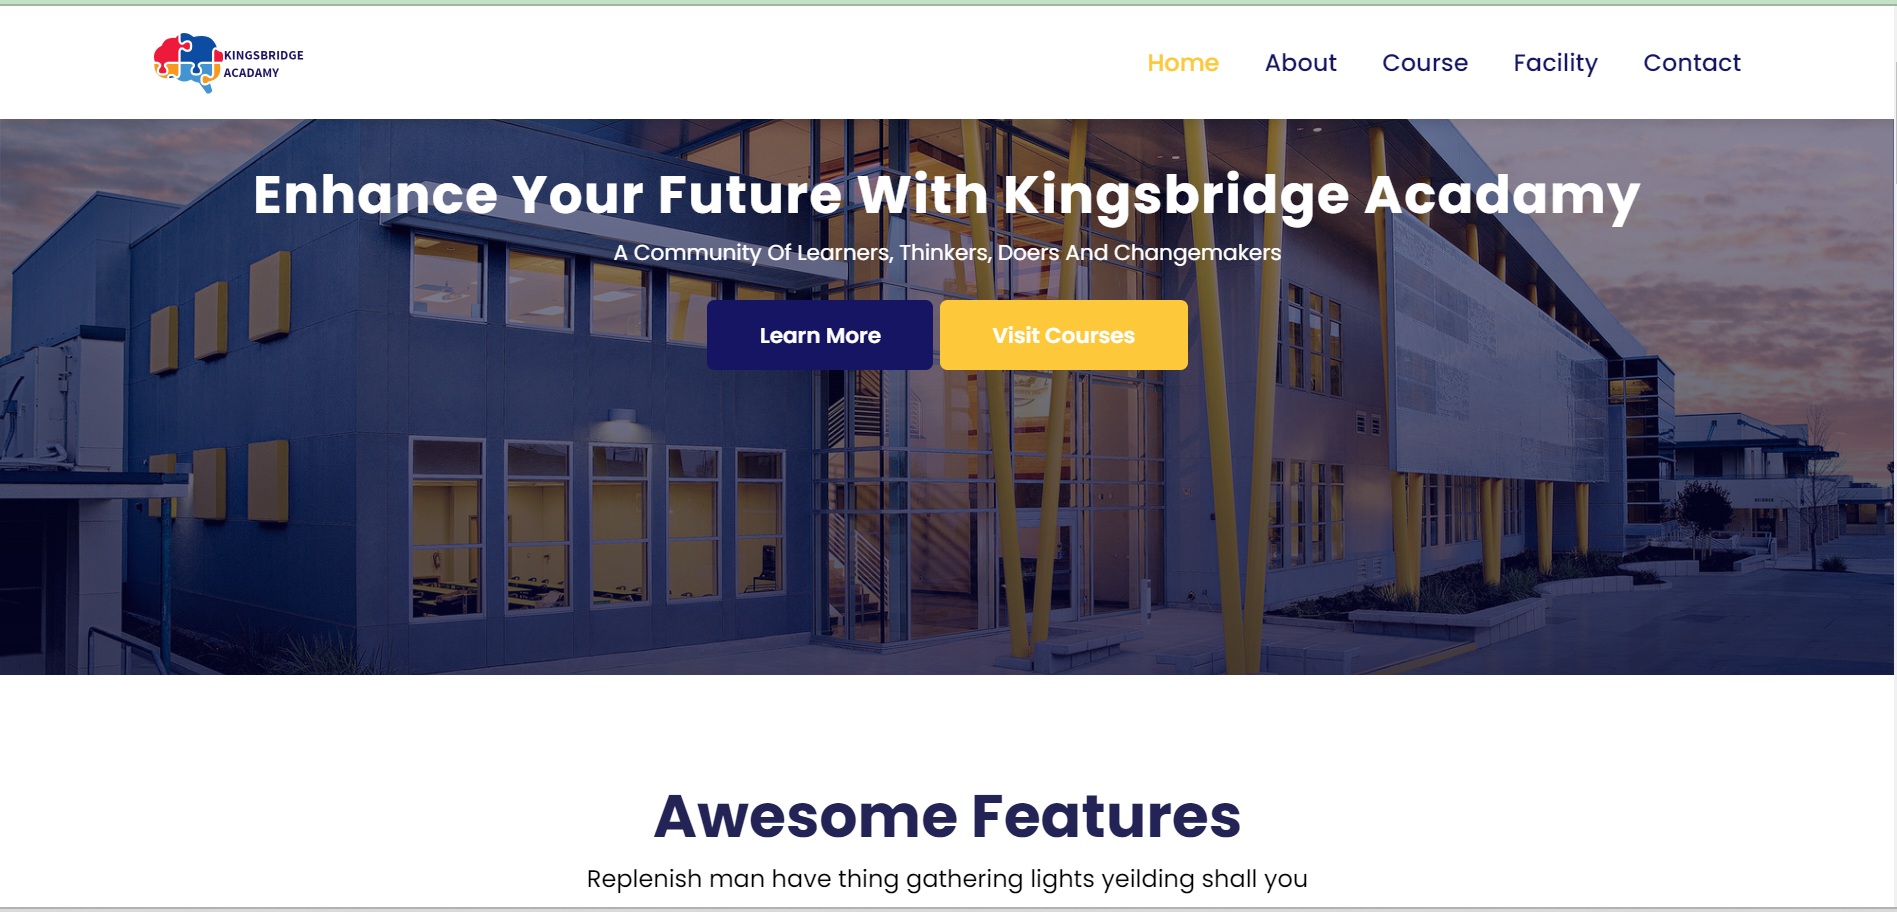 KINGSBRIDGE
ACADAMY
Home About Course Facility Contact
Enhance Your Future With Kingsbridge Acadamy
A Community Of Learners, Thinkers, Doers And Changemakers
Learn More Visit Courses
Awesome Features
Replenish man have thing gathering lights yeilding shall you